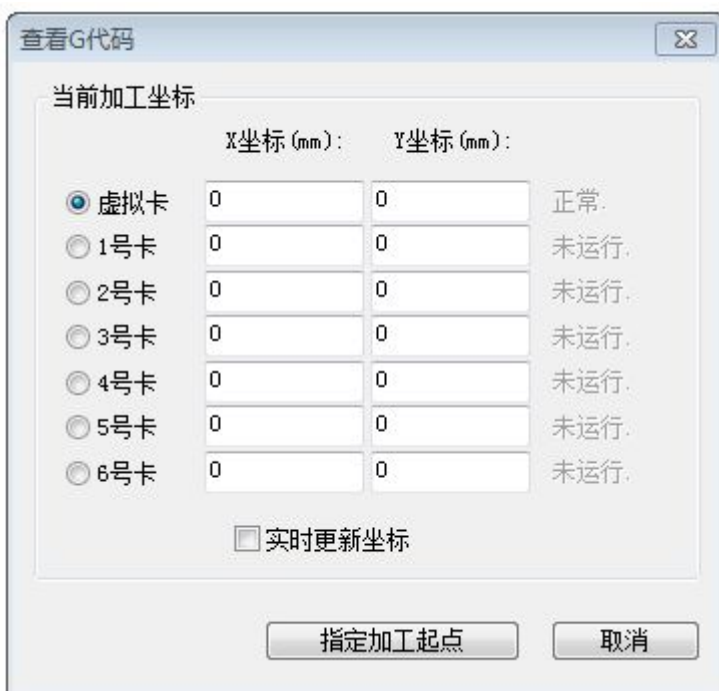 查看G代码
当前加工坐标
X坐标(mm): Y坐标(mm):
虚拟卡 0 0 正常.
1号卡 0 0 未运行.
2号卡 0 0 未运行.
3号卡 0 0 未运行.
4号卡 0 0 未运行.
5号卡 0 0 未运行.
6号卡 0 0 未运行.
实时更新坐标
指定加工起点 取消